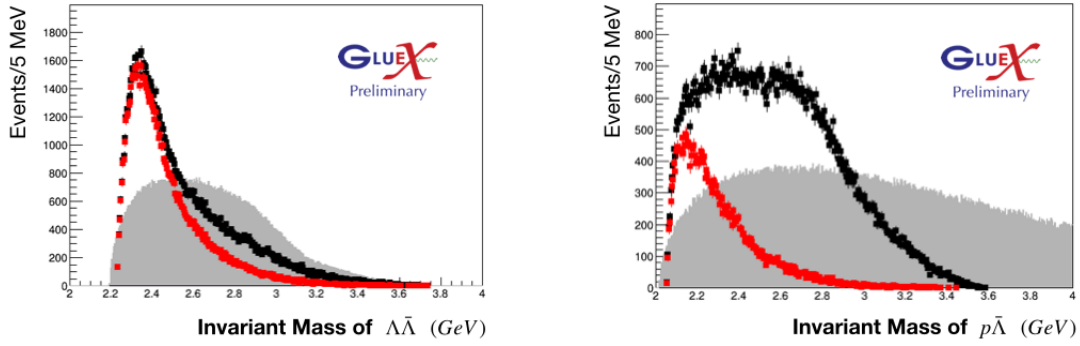 Events/5 MeV
1800
1600
1400
1200
1000
800
600
400
200
0
2 2.2 2.4 2.6 2.8 3 3.2 3.4 3.6 3.8 4
GLUEX
Preliminary
Invariant Mass of ΛΛ̄ (GeV)
Events/5 MeV
800
700
600
500
400
300
200
100
0
2 2.2 2.4 2.6 2.8 3 3.2 3.4 3.6 3.8 4
GLUEX
Preliminary
Invariant Mass of pΛ̄ (GeV)